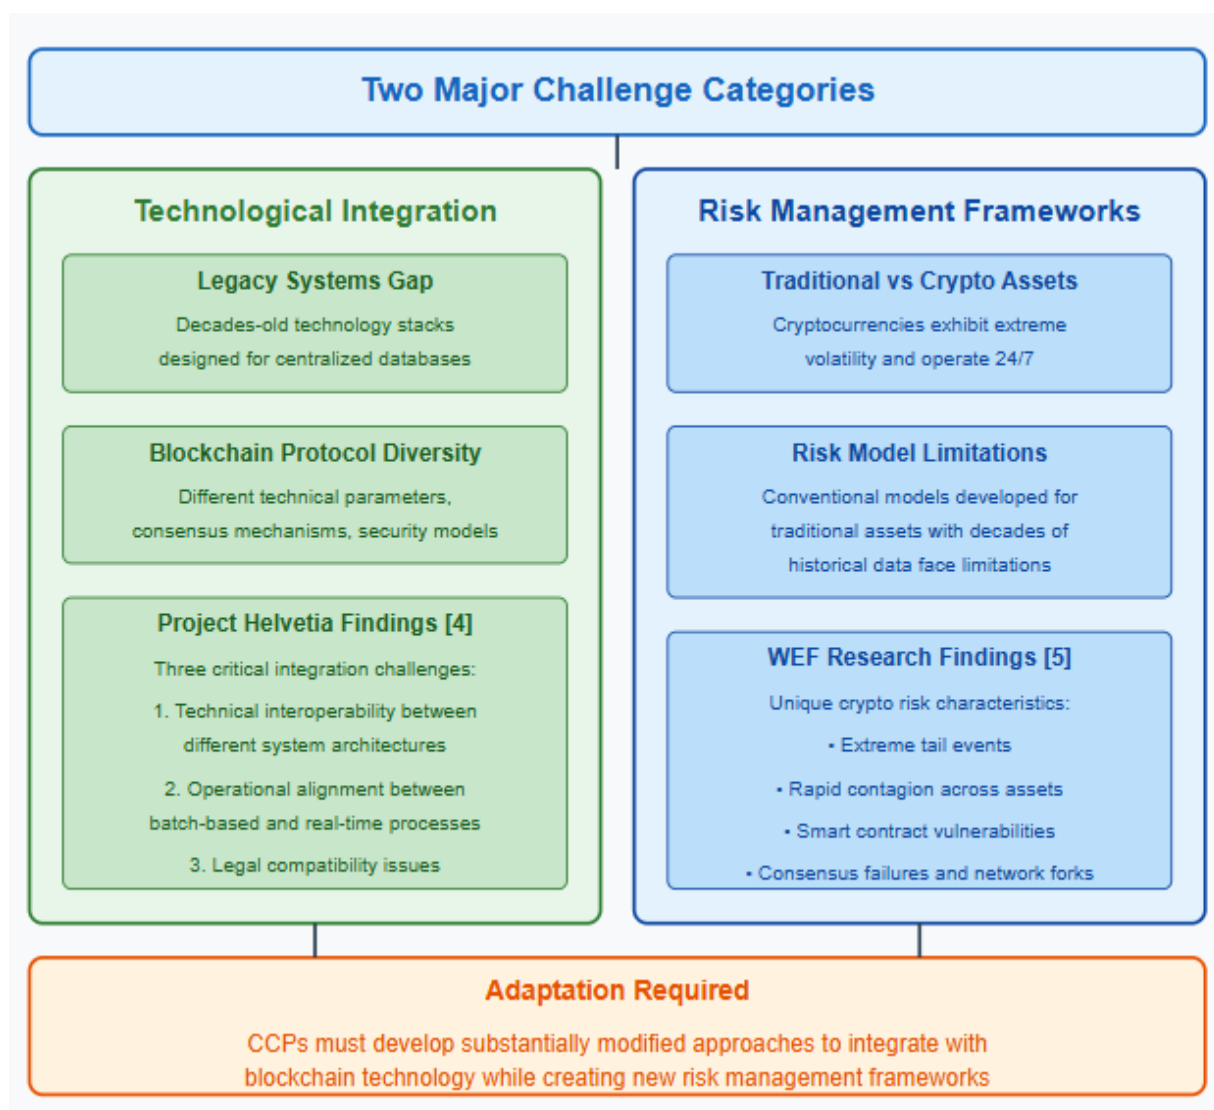 Two Major Challenge Categories
Technological Integration
Legacy Systems Gap
Decades-old technology stacks
designed for centralized databases
Blockchain Protocol Diversity
Different technical parameters,
consensus mechanisms, security models
Project Helvetia Findings [4]
Three critical integration challenges:
1. Technical interoperability between
different system architectures
2. Operational alignment between
batch-based and real-time processes
3. Legal compatibility issues
Risk Management Frameworks
Traditional vs Crypto Assets
Cryptocurrencies exhibit extreme
volatility and operate 24/7
Risk Model Limitations
Conventional models developed for
traditional assets with decades of
historical data face limitations
WEF Research Findings [5]
Unique crypto risk characteristics:
• Extreme tail events
• Rapid contagion across assets
• Smart contract vulnerabilities
• Consensus failures and network forks
Adaptation Required
CCPs must develop substantially modified approaches to integrate with
blockchain technology while creating new risk management frameworks